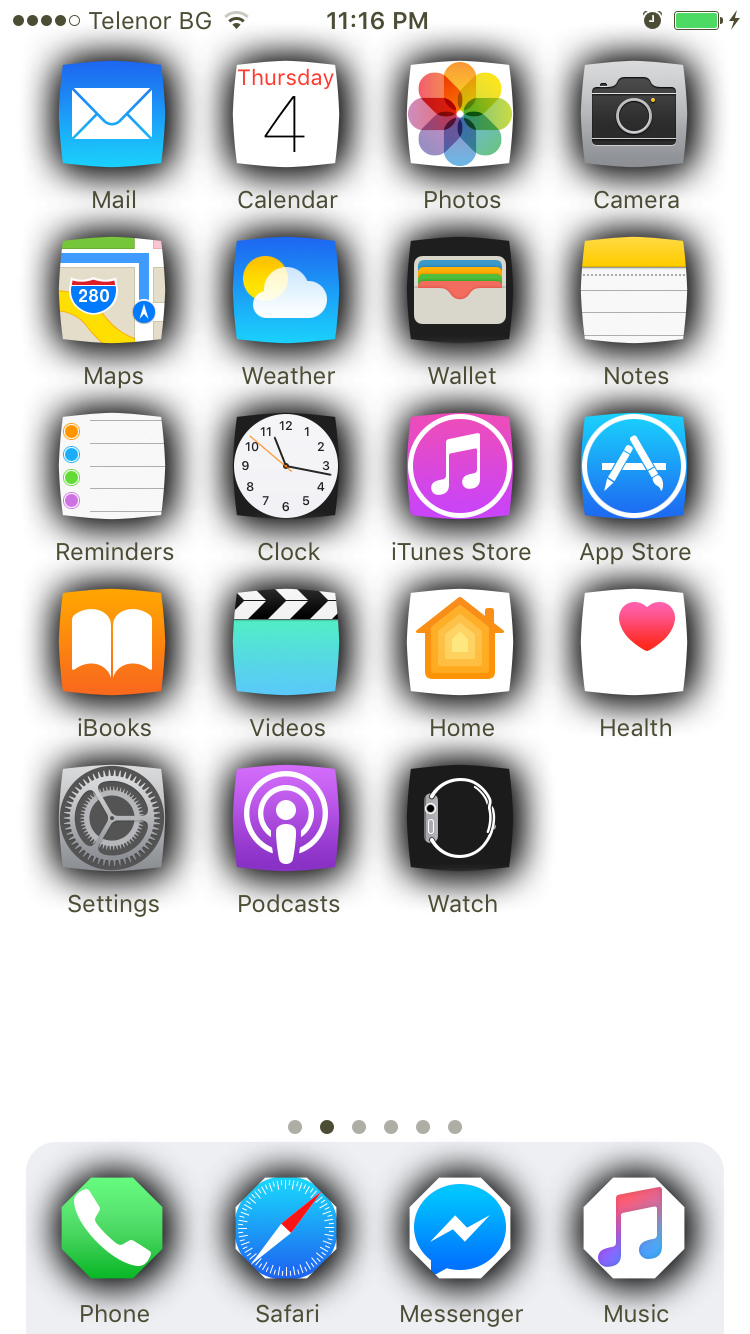 Telenor BG 11:16 PM
Thursday
4
Mail Calendar Photos Camera
280
Maps Weather Wallet Notes
12
11 1
10 2
9 3
8 4
7 5
6
Reminders Clock iTunes Store App Store
iBooks Videos Home Health
Settings Podcasts Watch
Phone Safari Messenger Music